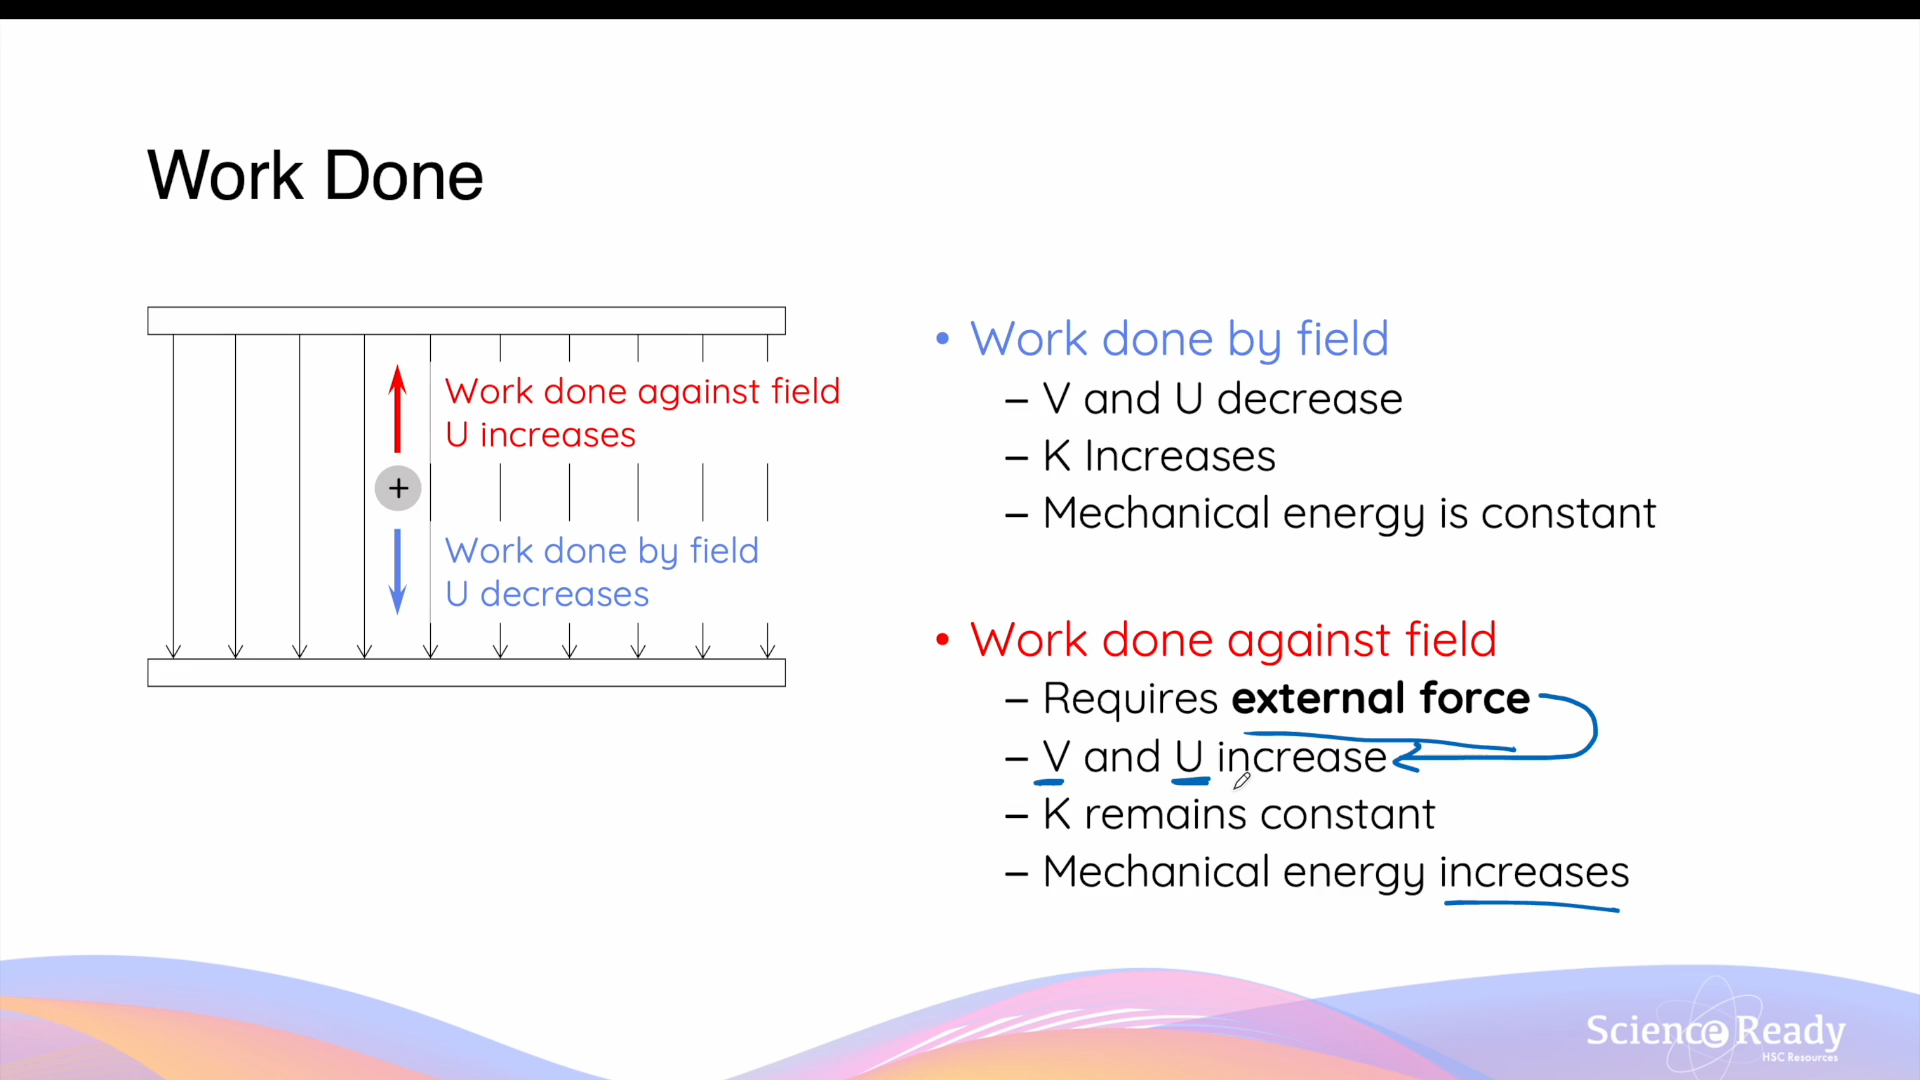 Work Done
Work done against field
U increases
+
Work done by field
U decreases
• Work done by field
– V and U decrease
– K Increases
– Mechanical energy is constant
• Work done against field
– Requires external force
– V and U increase
– K remains constant
– Mechanical energy increases
Science Ready
HSC Resources